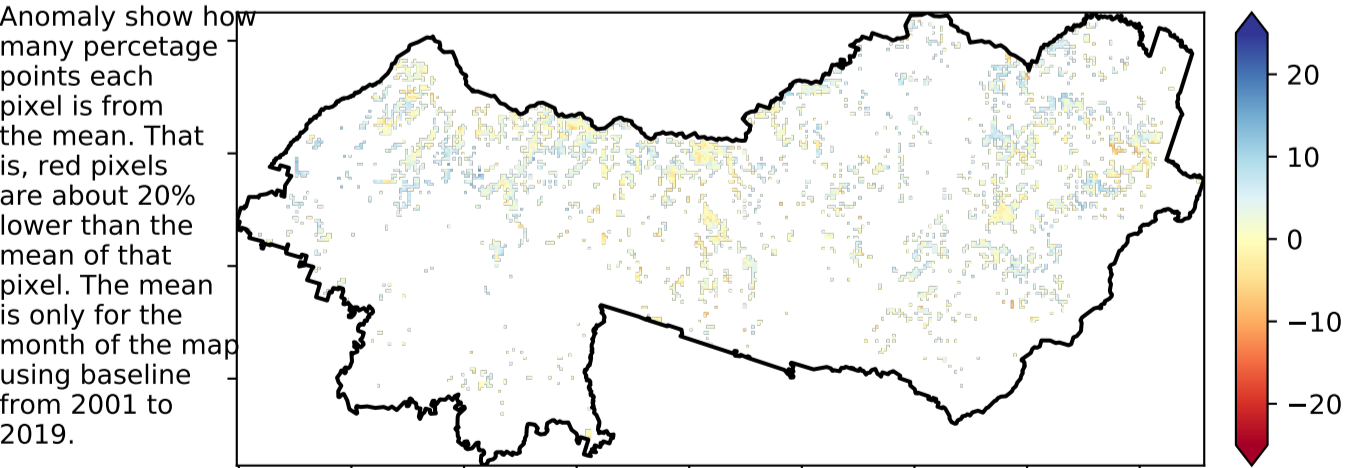 Anomaly show how
many percetage
points each
pixel is from
the mean. That
is, red pixels
are about 20%
lower than the
mean of that
pixel. The mean
is only for the
month of the map
using baseline
from 2001 to
2019.
20
10
0
−10
−20